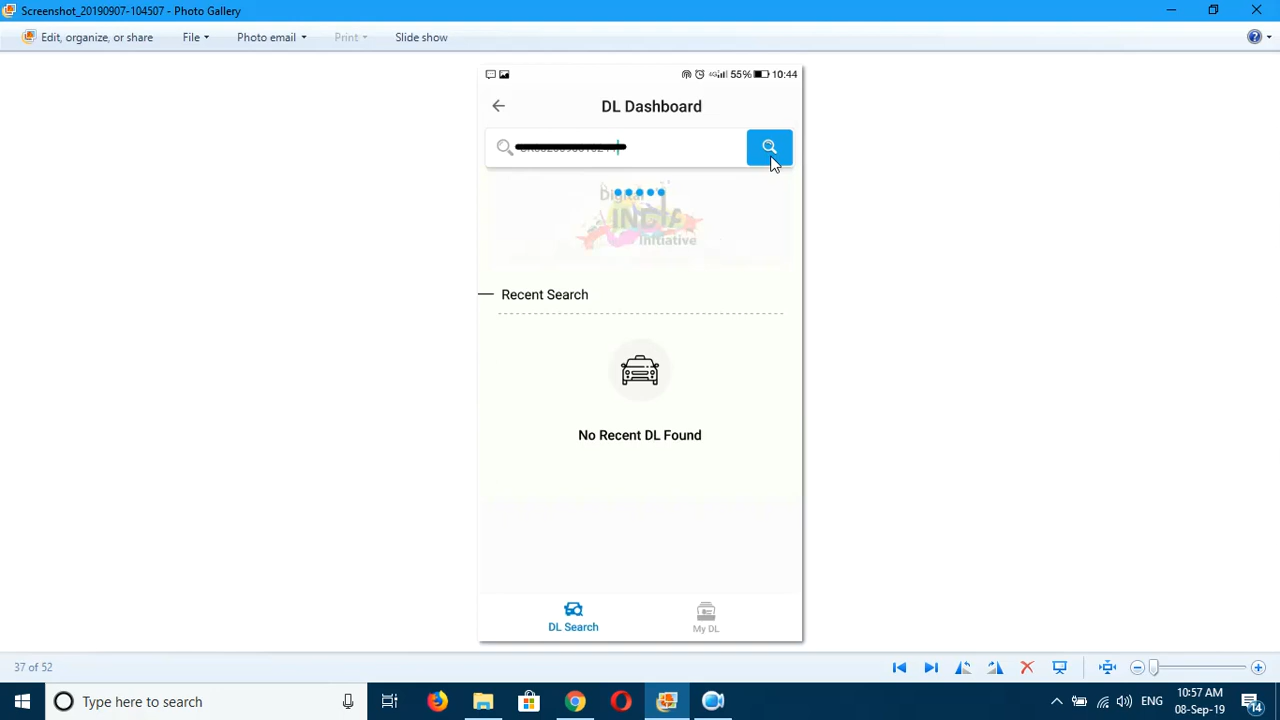 Screenshot_20190907-104507 - Photo Gallery
Edit, organize, or share File Photo email Print Slide show
55% 10:44
DL Dashboard
Digital
INDIA
Initiative
Recent Search
No Recent DL Found
DL Search My DL
37 of 52
Type here to search
ENG
10:57 AM
08-Sep-19
14